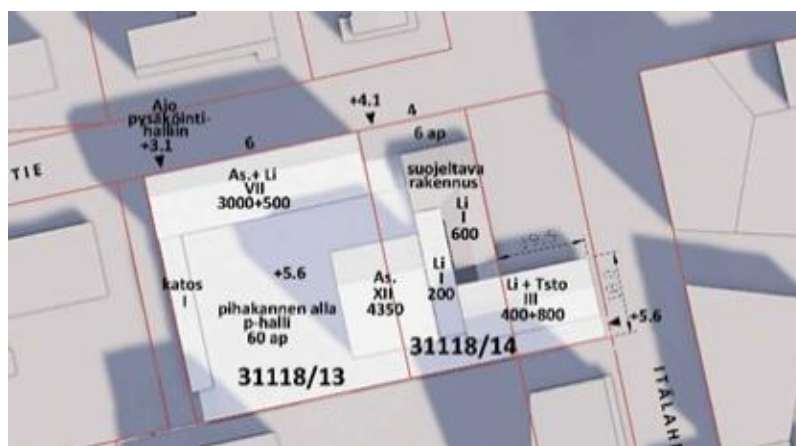 Ajo
pysäköinti-
halliin
+3.1
TIE
6
+4.1
4
6 ap
As.+ Li
VII
3000+500
suojeltava
rakennus
Li
I
600
katos
I
+5.6
pihakannen alla
p-halli
60 ap
As.
XII
4350
Li
I
200
Li + Tsto
III
400+800
+5.6
31118/13
31118/14
ITÄLAH